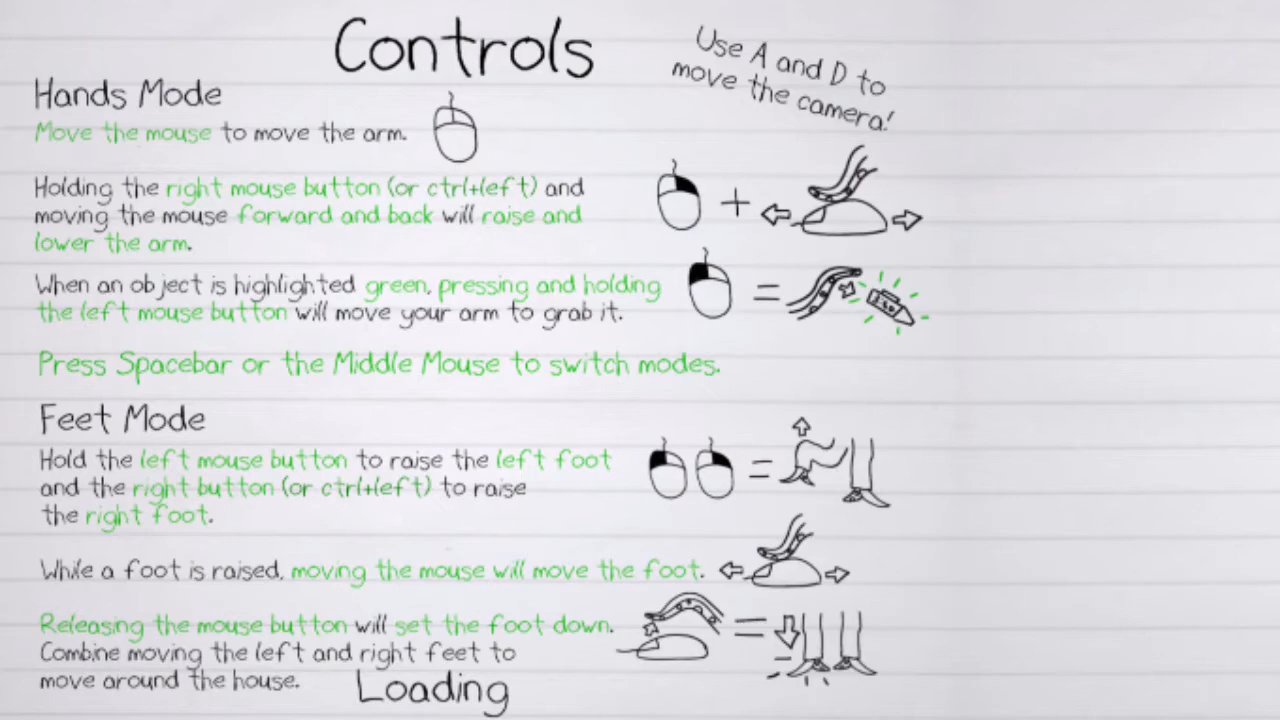 Controls
Use A and D to
move the camera!
Hands Mode
Move the mouse to move the arm.
Holding the right mouse button (or ctrl+left) and
moving the mouse forward and back will raise and
lower the arm.
When an object is highlighted green, pressing and holding
the left mouse button will move your arm to grab it.
Press Spacebar or the Middle Mouse to switch modes.
Feet Mode
Hold the left mouse button to raise the left foot
and the right button (or ctrl+left) to raise
the right foot.
While a foot is raised, moving the mouse will move the foot.
Releasing the mouse button will set the foot down.
Combine moving the left and right feet to
move around the house.
Loading